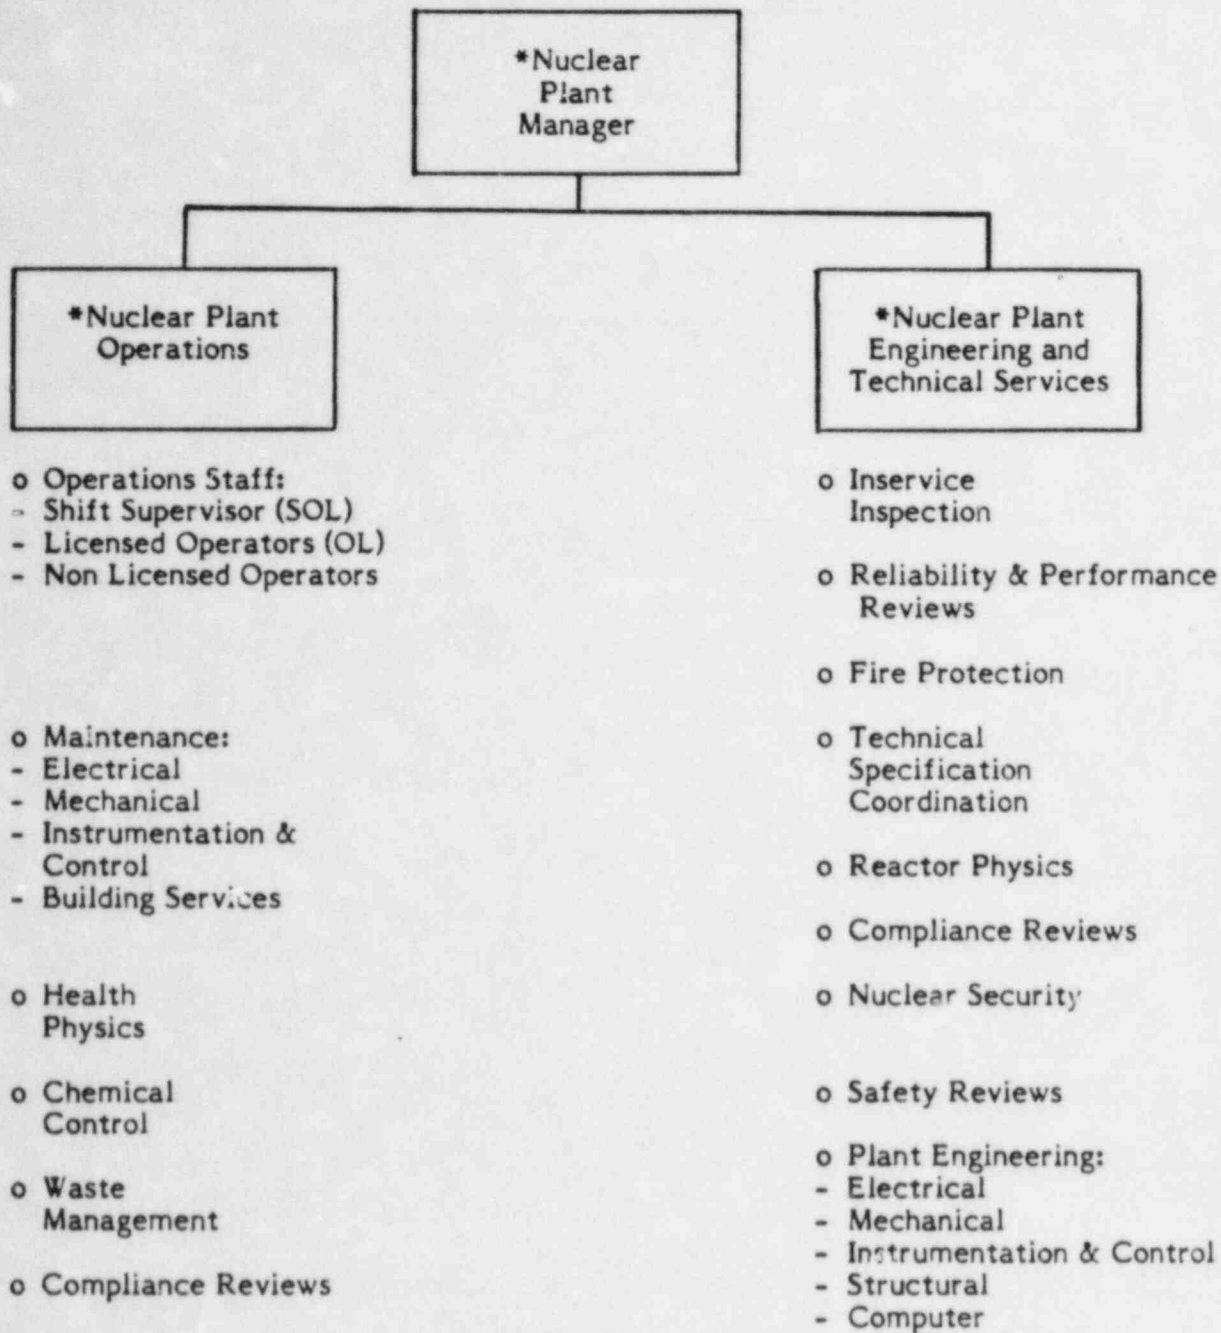 *Nuclear
Plant
Manager
*Nuclear Plant
Operations
*Nuclear Plant
Engineering and
Technical Services
o Operations Staff:
- Shift Supervisor (SOL)
- Licensed Operators (OL)
- Non Licensed Operators
o Maintenance:
- Electrical
- Mechanical
- Instrumentation &
Control
- Building Services
o Health
Physics
o Chemical
Control
o Waste
Management
o Compliance Reviews
o Inservice
Inspection
o Reliability & Performance
Reviews
o Fire Protection
o Technical
Specification
Coordination
o Reactor Physics
o Compliance Reviews
o Nuclear Security
o Safety Reviews
o Plant Engineering:
- Electrical
- Mechanical
- Instrumentation & Control
- Structural
- Computer